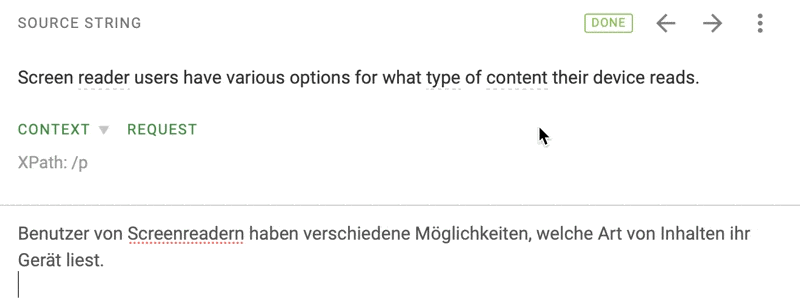 SOURCE STRING
DONE
Screen reader users have various options for what type of content their device reads.
CONTEXT
REQUEST
XPath: /p
Benutzer von Screenreadern haben verschiedene Möglichkeiten, welche Art von Inhalten ihr
Gerät liest.